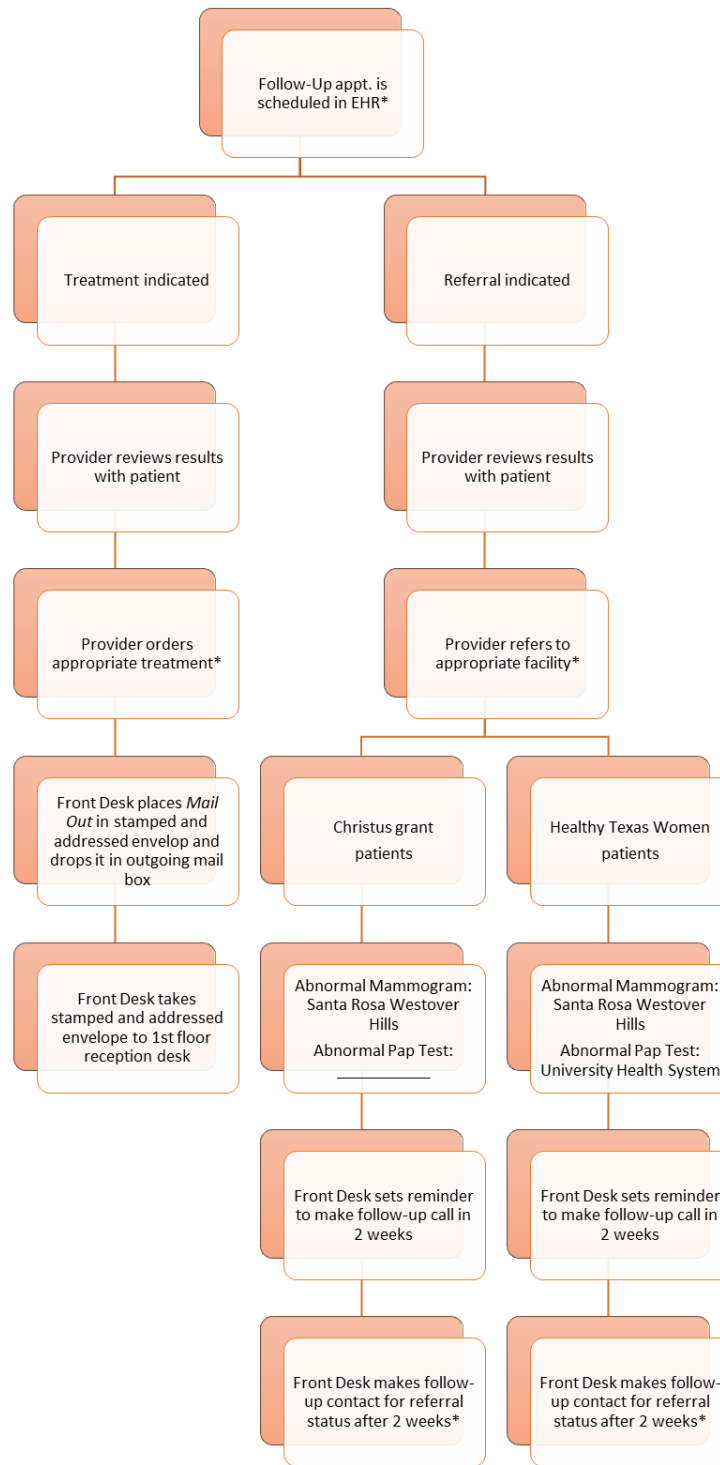 Follow-Up appt. is
scheduled in EHR*
Treatment indicated
Referral indicated
Provider reviews results
with patient
Provider reviews results
with patient
Provider orders
appropriate treatment*
Provider refers to
appropriate facility*
Front Desk places Mail
Out in stamped and
addressed envelop and
drops it in outgoing mail
box
Christus grant
patients
Healthy Texas Women
patients
Front Desk takes
stamped and addressed
envelope to 1st floor
reception desk
Abnormal Mammogram:
Santa Rosa Westover
Hills
Abnormal Pap Test:
___________
Abnormal Mammogram:
Santa Rosa Westover
Hills
Abnormal Pap Test:
University Health System
Front Desk sets reminder
to make follow-up call in
2 weeks
Front Desk sets reminder
to make follow-up call in
2 weeks
Front Desk makes follow-
up contact for referral
status after 2 weeks*
Front Desk makes follow-
up contact for referral
status after 2 weeks*